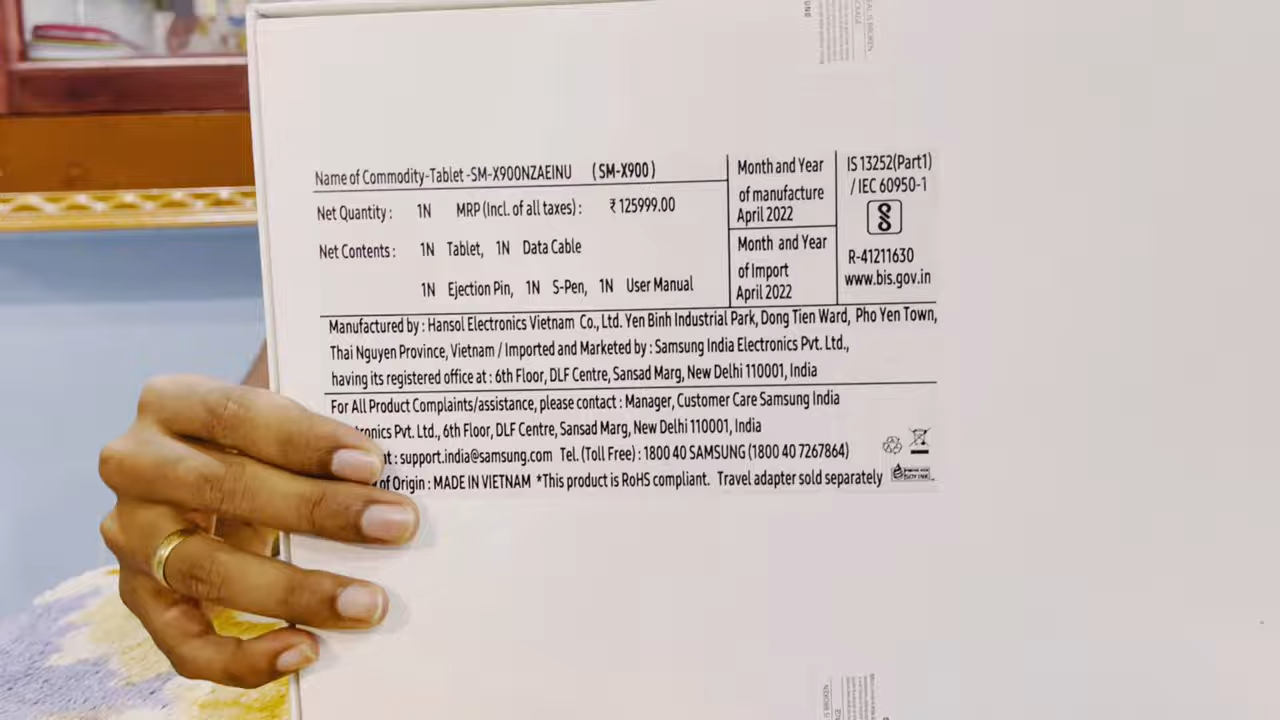 Name of Commodity-Tablet -SM-X900NZAEINU (SM-X900)
Net Quantity : 1N MRP (Incl. of all taxes) : ₹ 125999.00
Net Contents : 1N Tablet, 1N Data Cable
1N Ejection Pin, 1N S-Pen, 1N User Manual
Month and Year
of manufacture
April 2022
Month and Year
of Import
April 2022
IS 13252(Part1)
/ IEC 60950-1
R-41211630
www.bis.gov.in
Manufactured by : Hansol Electronics Vietnam Co., Ltd. Yen Binh Industrial Park, Dong Tien Ward, Pho Yen Town,
Thai Nguyen Province, Vietnam / Imported and Marketed by : Samsung India Electronics Pvt. Ltd.,
having its registered office at : 6th Floor, DLF Centre, Sansad Marg, New Delhi 110001, India
For All Product Complaints/assistance, please contact : Manager, Customer Care Samsung India
ronics Pvt. Ltd., 6th Floor, DLF Centre, Sansad Marg, New Delhi 110001, India
: support.india@samsung.com Tel. (Toll Free) : 1800 40 SAMSUNG (1800 40 7267864)
of Origin : MADE IN VIETNAM *This product is RoHS compliant. Travel adapter sold separately
SOY INK